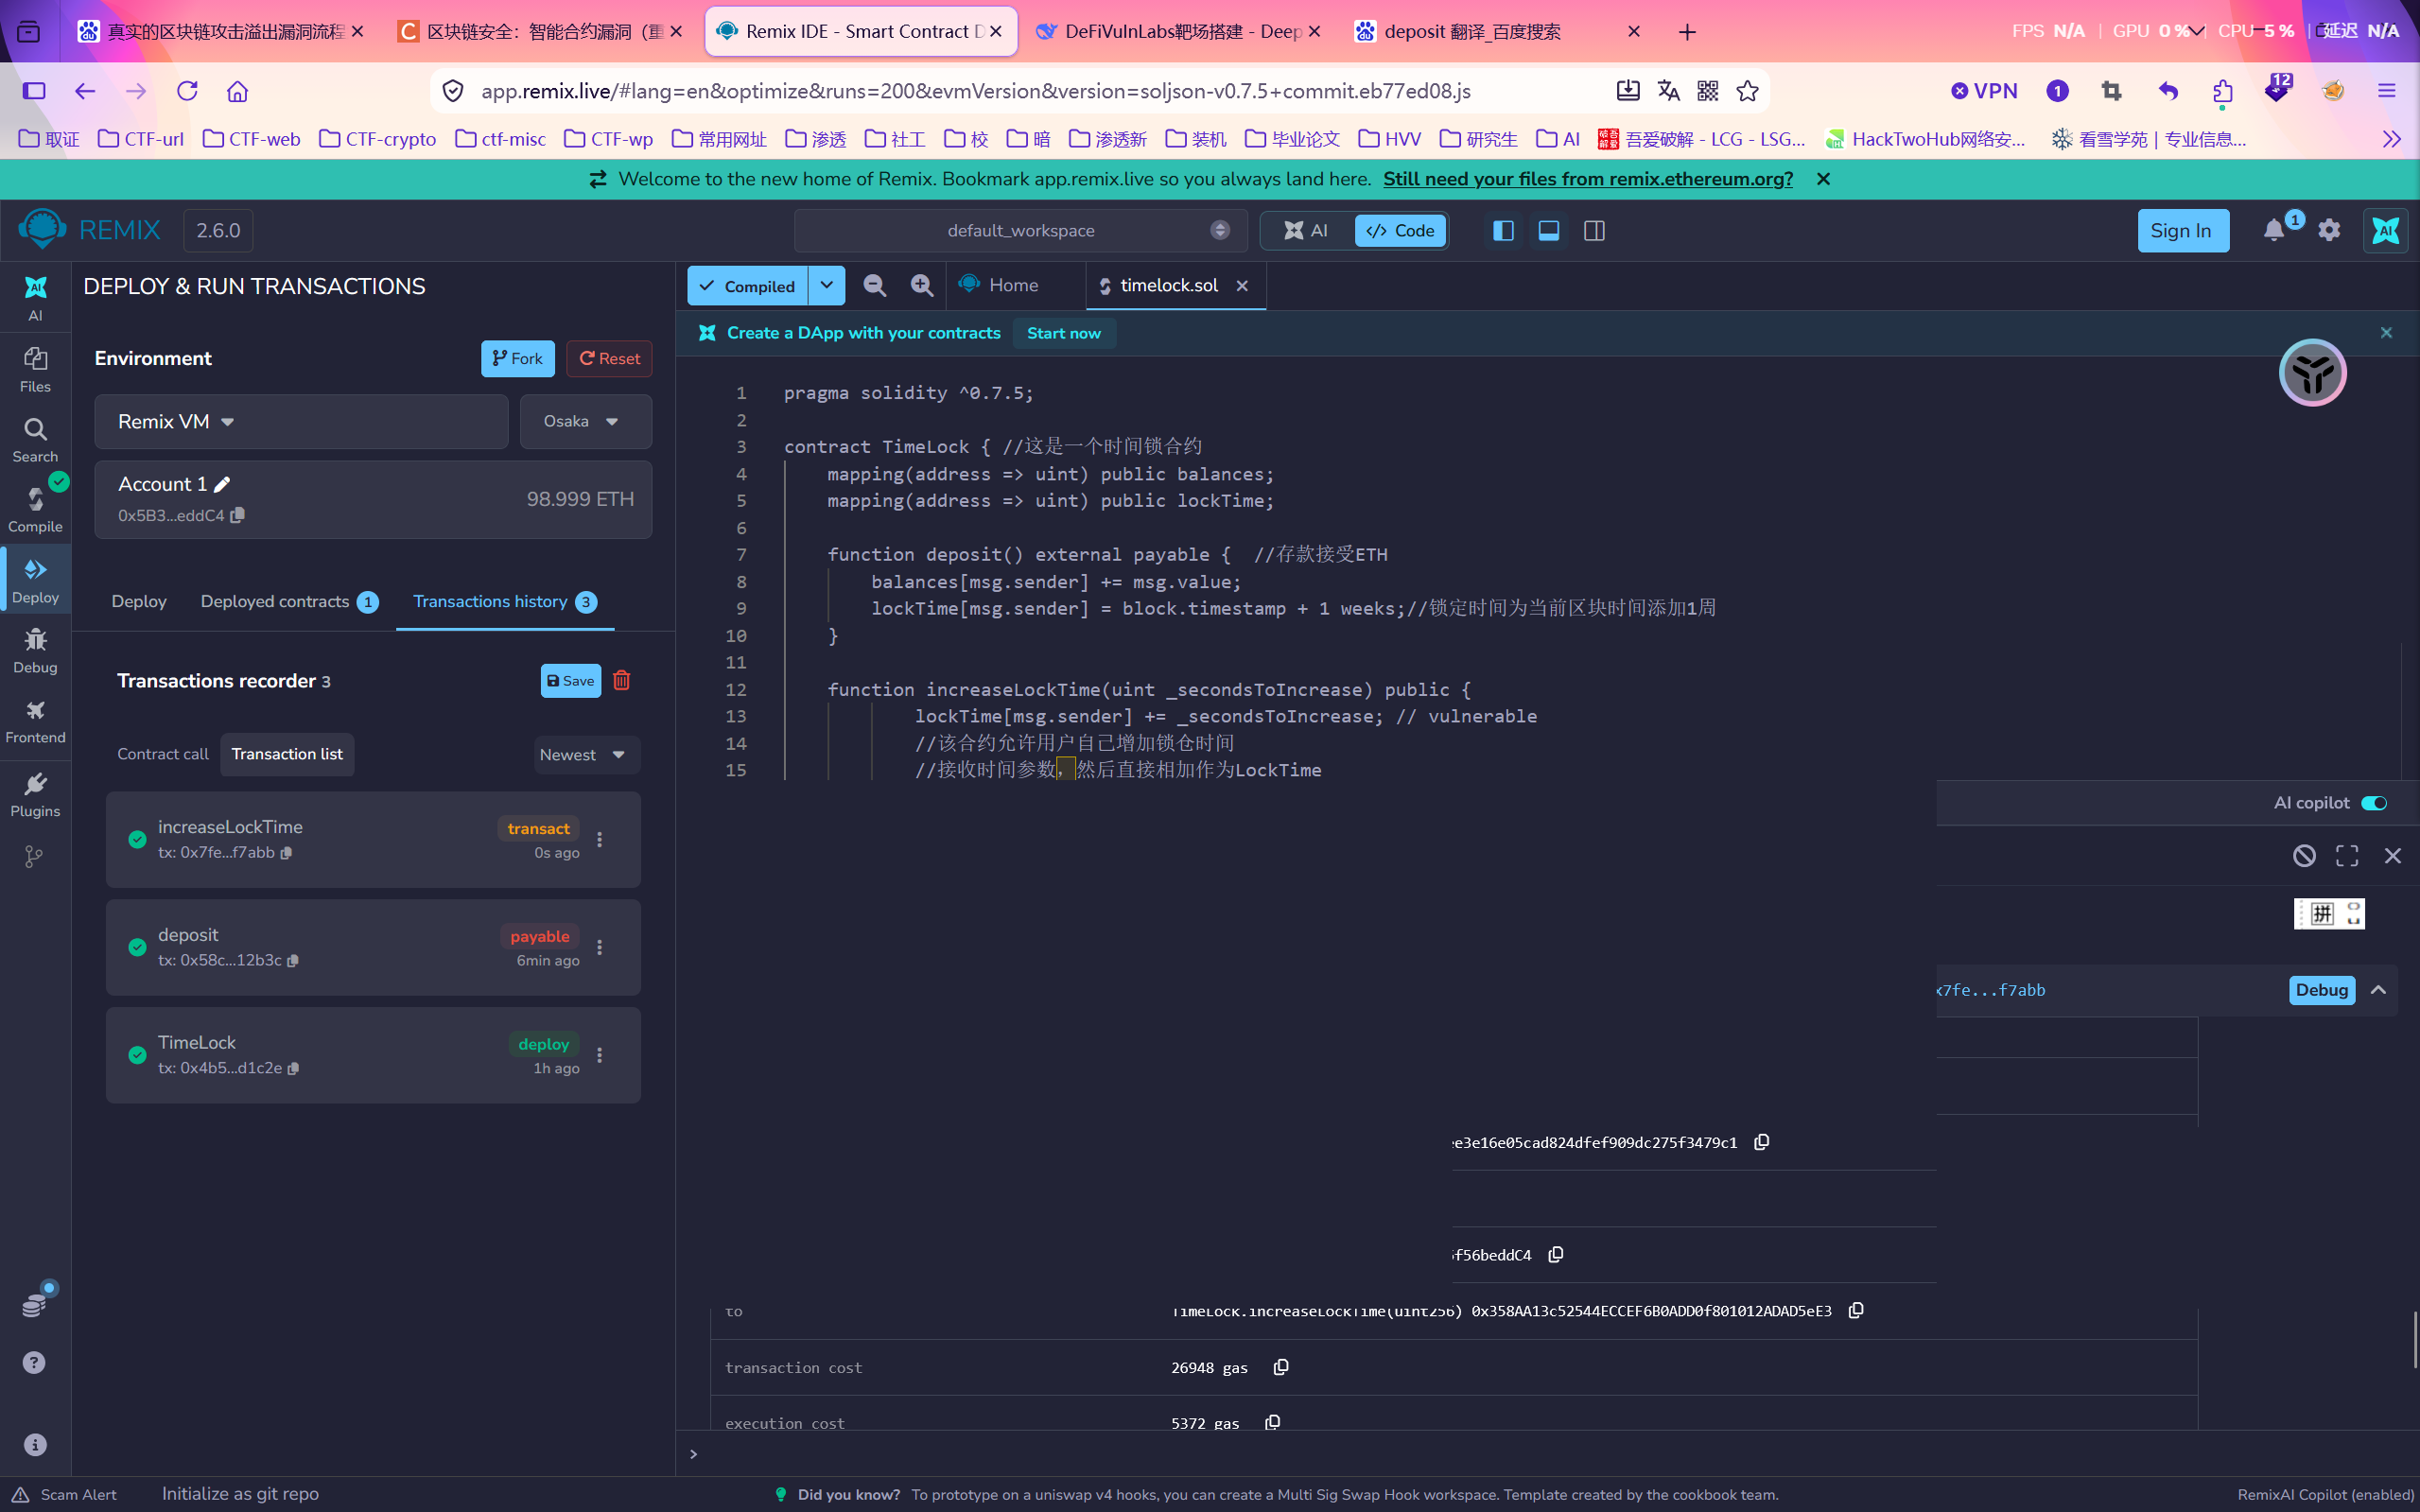 真实的区块链攻击溢出漏洞流程
区块链安全：智能合约漏洞（重
Remix IDE - Smart Contract D
DeFiVulnLabs靶场搭建 - Deep
deposit 翻译_百度搜索
FPS N/A | GPU 0 % CPU 5 % | 延迟 N/A
app.remix.live/#lang=en&optimize&runs=200&evmVersion&version=soljson-v0.7.5+commit.eb77ed08.js
VPN
1
12
取证
CTF-url
CTF-web
CTF-crypto
ctf-misc
CTF-wp
常用网址
渗透
社工
校
暗
渗透新
装机
毕业论文
HVV
研究生
AI
吾爱破解 - LCG - LSG...
HackTwoHub网络安...
看雪学苑 | 专业信息...
Welcome to the new home of Remix. Bookmark app.remix.live so you always land here. Still need your files from remix.ethereum.org?
REMIX
2.6.0
default_workspace
AI
Code
Sign In
1
AI
AI
AI
Files
Search
Compile
Deploy
Debug
Frontend
Plugins
DEPLOY & RUN TRANSACTIONS
Environment
Fork
Reset
Remix VM
Osaka
Account 1
0x5B3...eddC4
98.999 ETH
Deploy
Deployed contracts 1
Transactions history 3
Transactions recorder 3
Save
Contract call
Transaction list
Newest
increaseLockTime
transact
tx: 0x7fe...f7abb
0s ago
deposit
payable
tx: 0x58c...12b3c
6min ago
TimeLock
deploy
tx: 0x4b5...d1c2e
1h ago
Compiled
Home
timelock.sol
Create a DApp with your contracts
Start now
1 pragma solidity ^0.7.5;
2
3 contract TimeLock { //这是一个时间锁合约
4 mapping(address => uint) public balances;
5 mapping(address => uint) public lockTime;
6
7 function deposit() external payable { //存款接受ETH
8 balances[msg.sender] += msg.value;
9 lockTime[msg.sender] = block.timestamp + 1 weeks;//锁定时间为当前区块时间添加1周
10 }
11
12 function increaseLockTime(uint _secondsToIncrease) public {
13 lockTime[msg.sender] += _secondsToIncrease; // vulnerable
14 //该合约允许用户自己增加锁仓时间
15 //接收时间参数，然后直接相加作为LockTime
AI copilot
拼
x7fe...f7abb
Debug
e3e16e05cad824dfef909dc275f3479c1
f56beddC4
to TimeLock.increaseLockTime(uint256) 0x358AA13c52544ECCEF6B0ADD0f801012ADAD5eE3
transaction cost 26948 gas
execution cost 5372 gas
>
Scam Alert
Initialize as git repo
Did you know? To prototype on a uniswap v4 hooks, you can create a Multi Sig Swap Hook workspace. Template created by the cookbook team.
RemixAI Copilot (enabled)